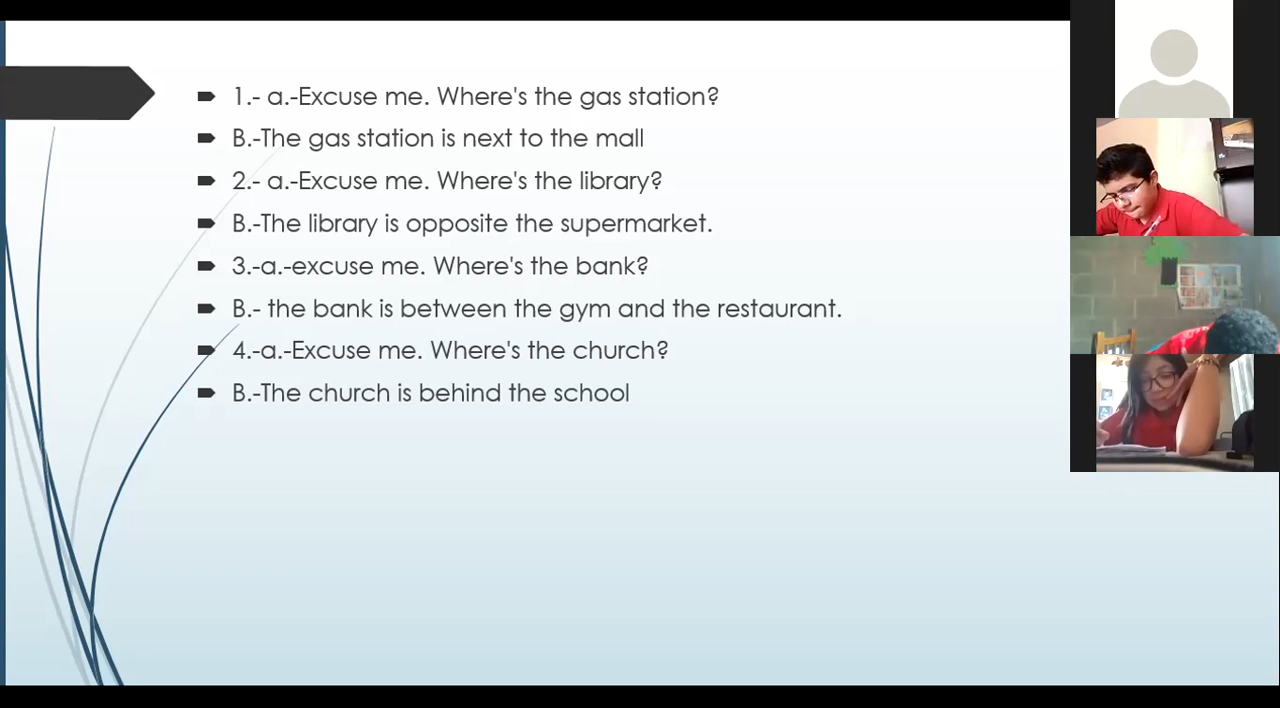 1.- a.-Excuse me. Where's the gas station?
B.-The gas station is next to the mall
2.- a.-Excuse me. Where's the library?
B.-The library is opposite the supermarket.
3.-a.-excuse me. Where's the bank?
B.- the bank is between the gym and the restaurant.
4.-a.-Excuse me. Where's the church?
B.-The church is behind the school